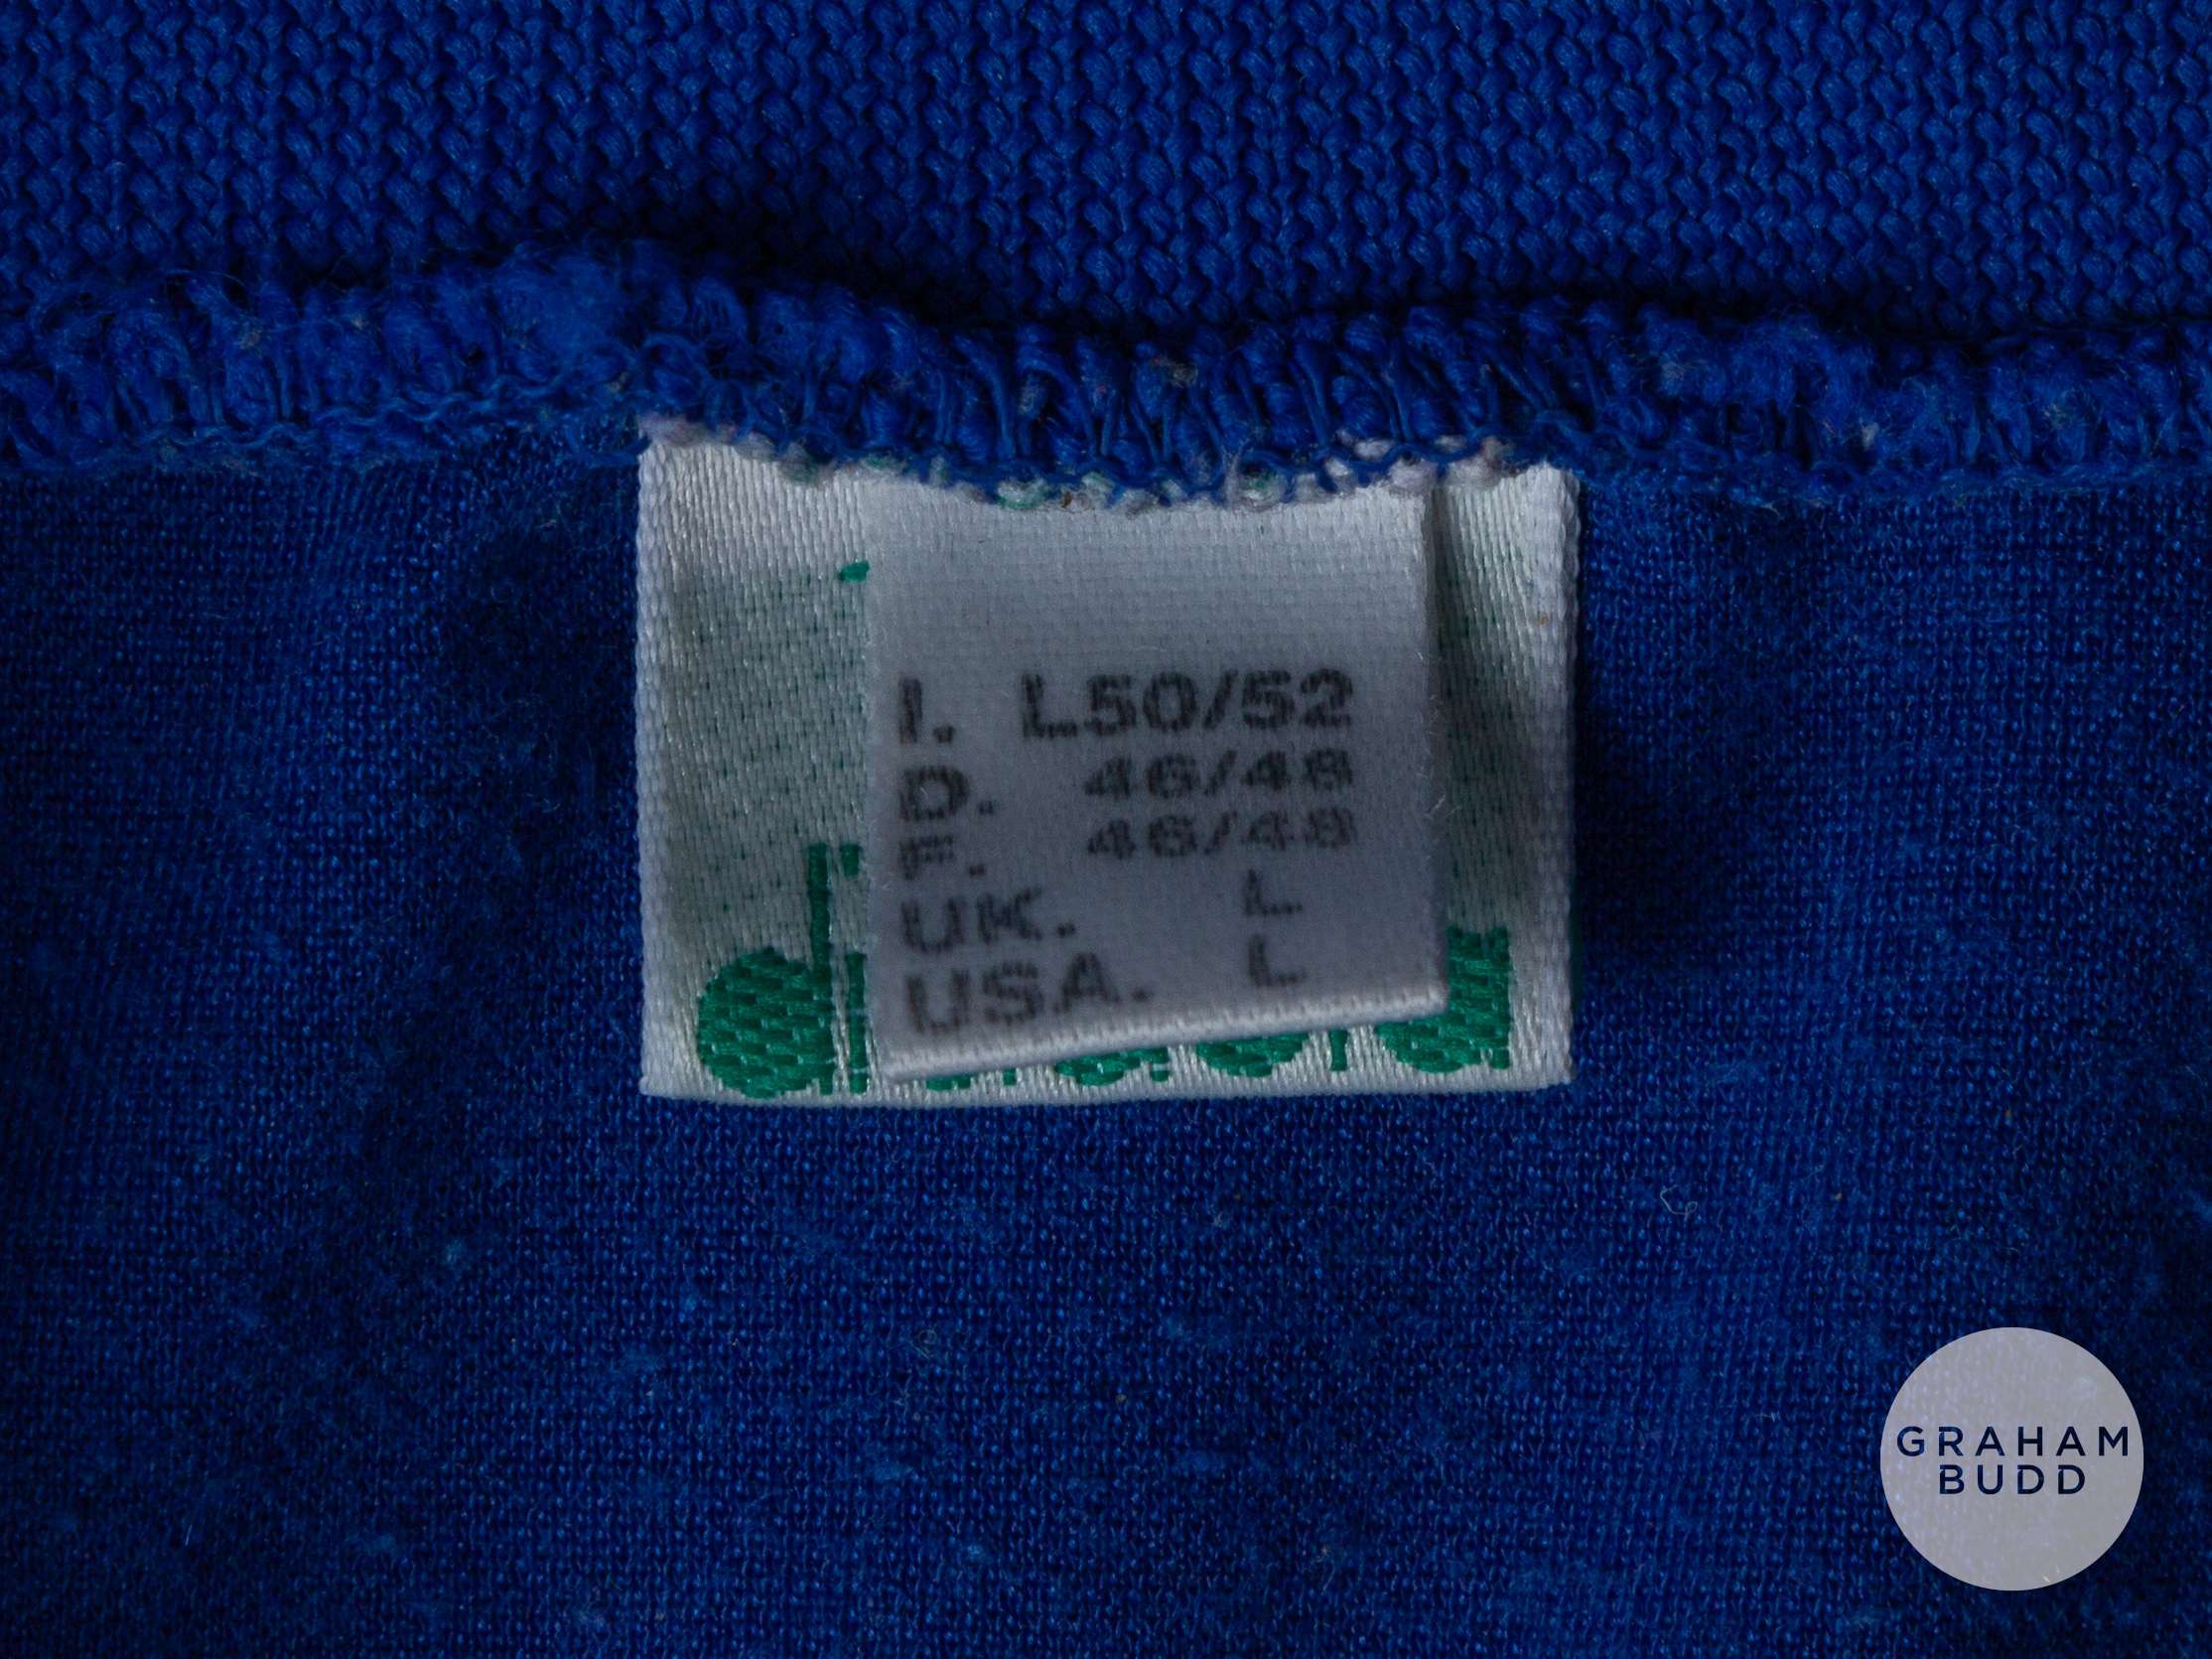 I. L50/52
D. 46/48
F. 46/48
UK. L
USA. L
GRAHAM
BUDD